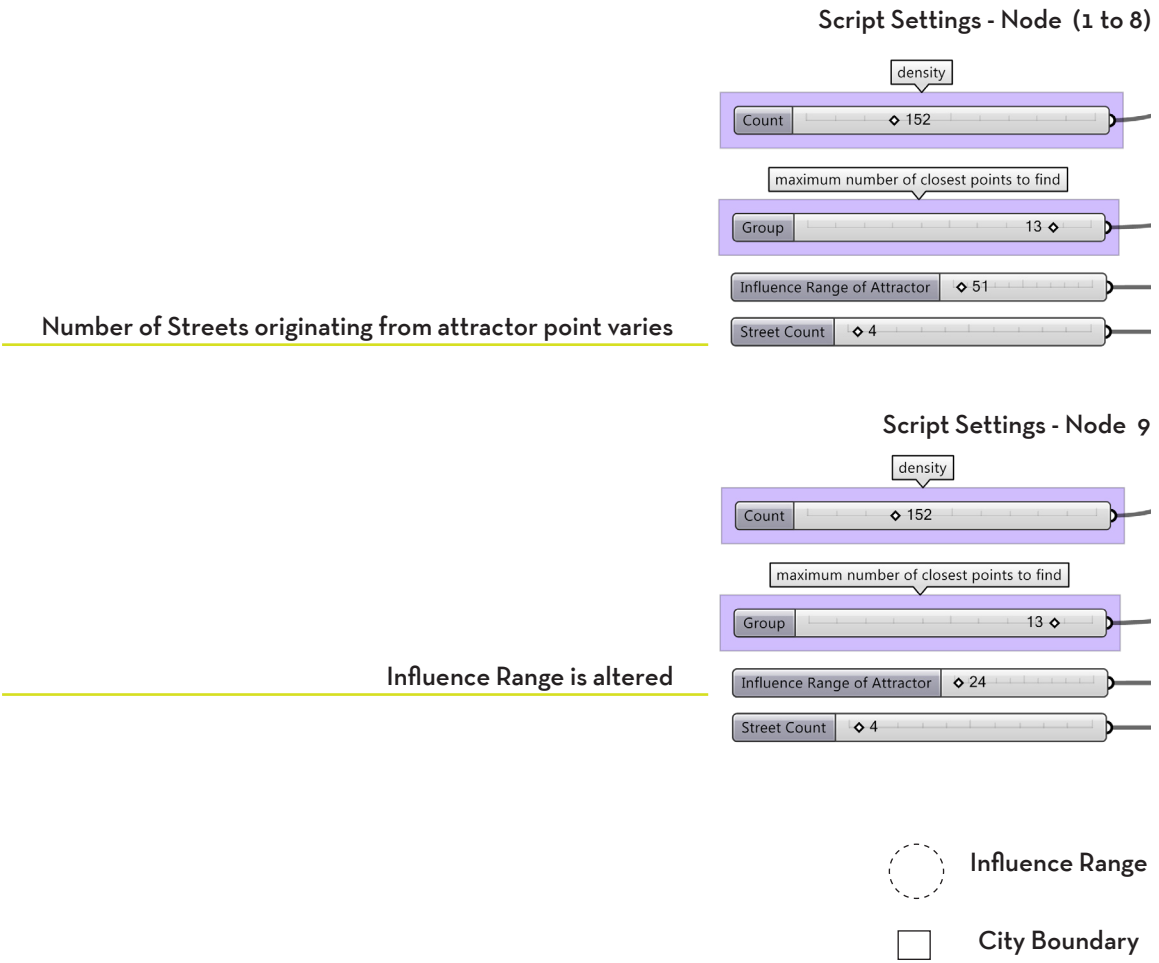 Script Settings - Node (1 to 8)
density
Count 152
maximum number of closest points to find
Group 13
Influence Range of Attractor 51
Number of Streets originating from attractor point varies
Street Count 4
Script Settings - Node 9
density
Count 152
maximum number of closest points to find
Group 13
Influence Range is altered
Influence Range of Attractor 24
Street Count 4
Influence Range
City Boundary